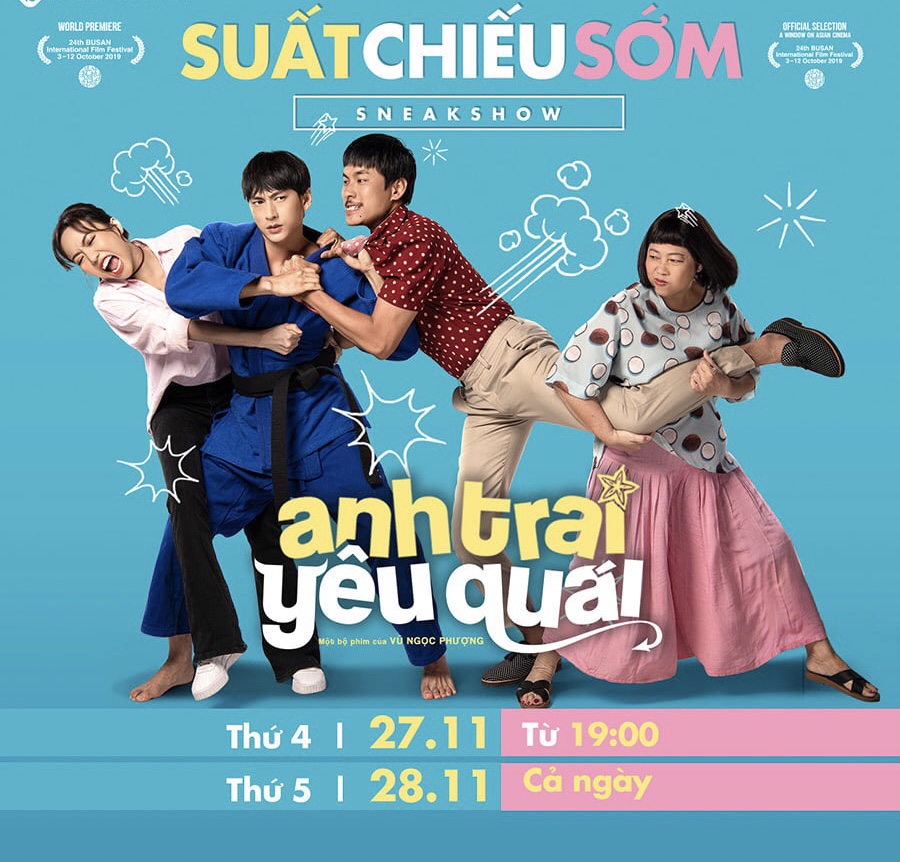 WORLD PREMIERE
24th BUSAN
International Film Festival
3-12 October 2019
OFFICIAL SELECTION
A WINDOW ON ASIAN CINEMA
24th BUSAN
International Film Festival
3-12 October 2019
SUẤT CHIẾU SỚM
SNEAKSHOW
anh trai
yêu quái
Một bộ phim của VŨ NGỌC PHƯỢNG
Thứ 4 | 27.11 Từ 19:00
Thứ 5 | 28.11 Cả ngày